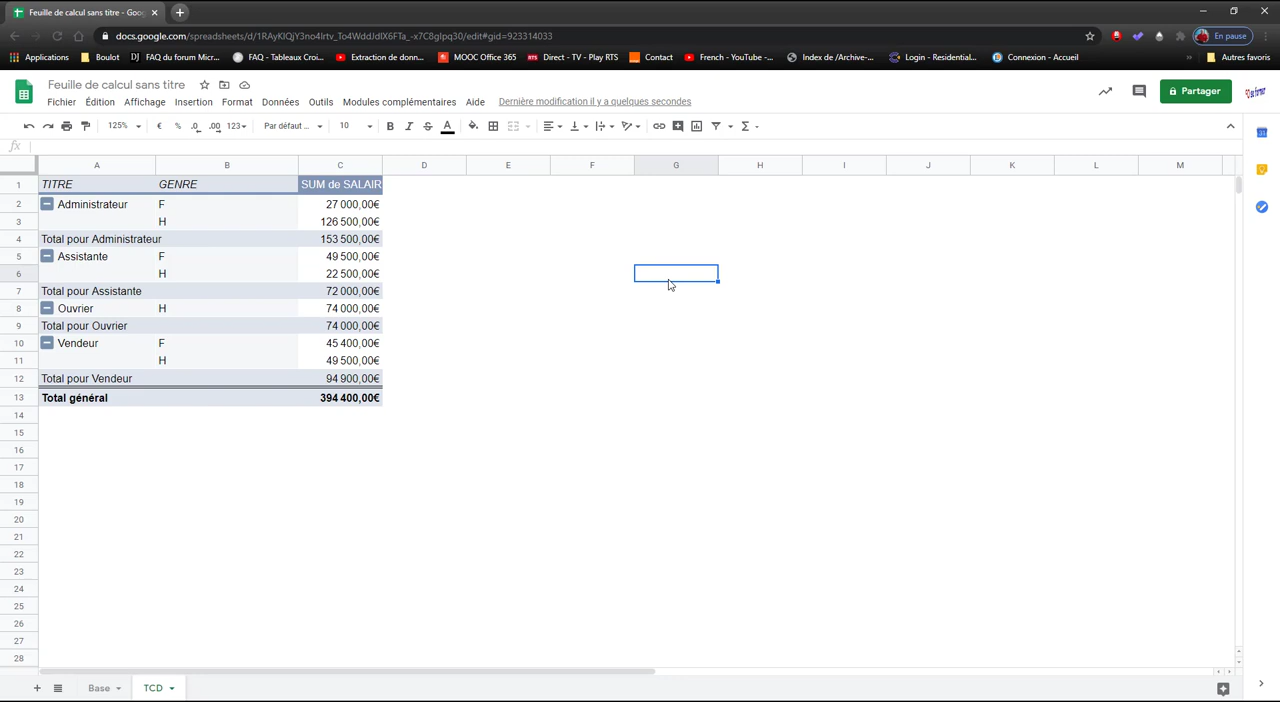 Feuille de calcul sans titre - Goog
docs.google.com/spreadsheets/d/1RAyKlQjY3no4Irtv_To4WddJdIX6FTa_-x7C8gIpq30/edit#gid=923314033
En pause
Applications
Boulot
FAQ du forum Micr...
FAQ - Tableaux Croi...
Extraction de donn...
MOOC Office 365
Direct - TV - Play RTS
Contact
French - YouTube -...
Index de /Archive-...
Login - Residential...
Connexion - Accueil
»
Autres favoris
Feuille de calcul sans titre
Fichier Édition Affichage Insertion Format Données Outils Modules complémentaires Aide Dernière modification il y a quelques secondes
Partager
125% € % .0 .00 123 Par défaut ... 10 B I S A
fx
A B C D E F G H I J K L M
1 TITRE GENRE SUM de SALAIR
2 Administrateur F 27 000,00€
3 H 126 500,00€
4 Total pour Administrateur 153 500,00€
5 Assistante F 49 500,00€
6 H 22 500,00€
7 Total pour Assistante 72 000,00€
8 Ouvrier H 74 000,00€
9 Total pour Ouvrier 74 000,00€
10 Vendeur F 45 400,00€
11 H 49 500,00€
12 Total pour Vendeur 94 900,00€
13 Total général 394 400,00€
14
15
16
17
18
19
20
21
22
23
24
25
26
27
28
Base TCD